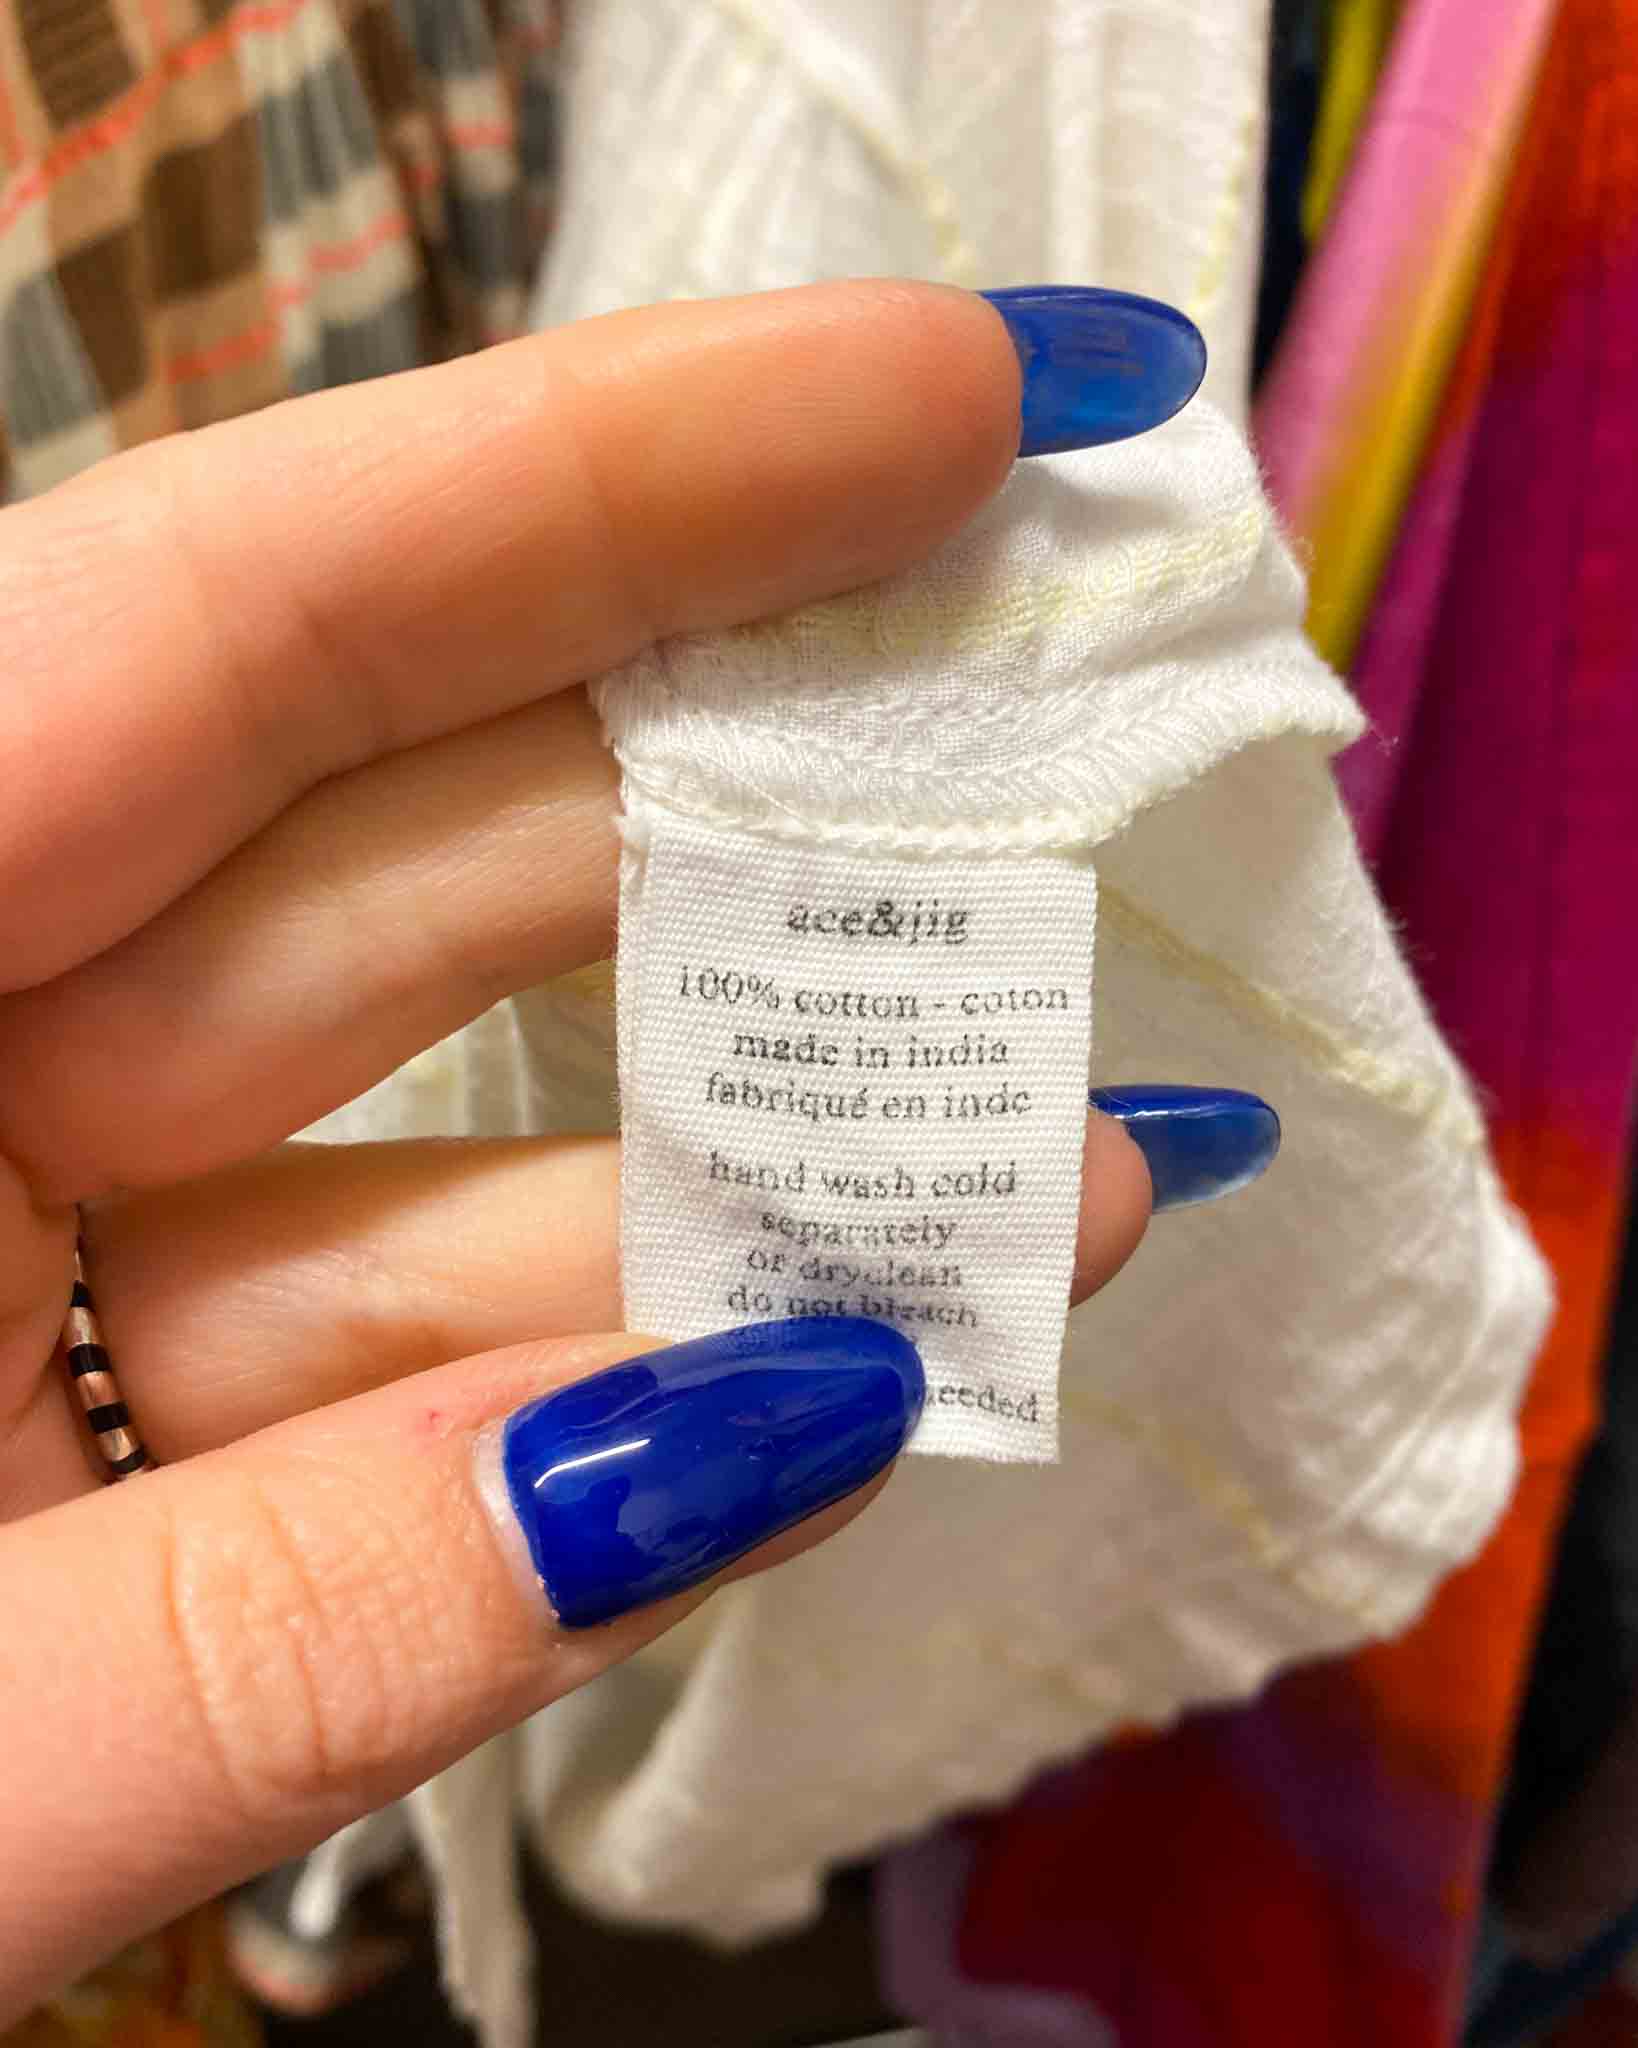 ace&jig
100% cotton - coton
made in india
fabriqué en inde
hand wash cold
separately
or dryclean
do not bleach
needed